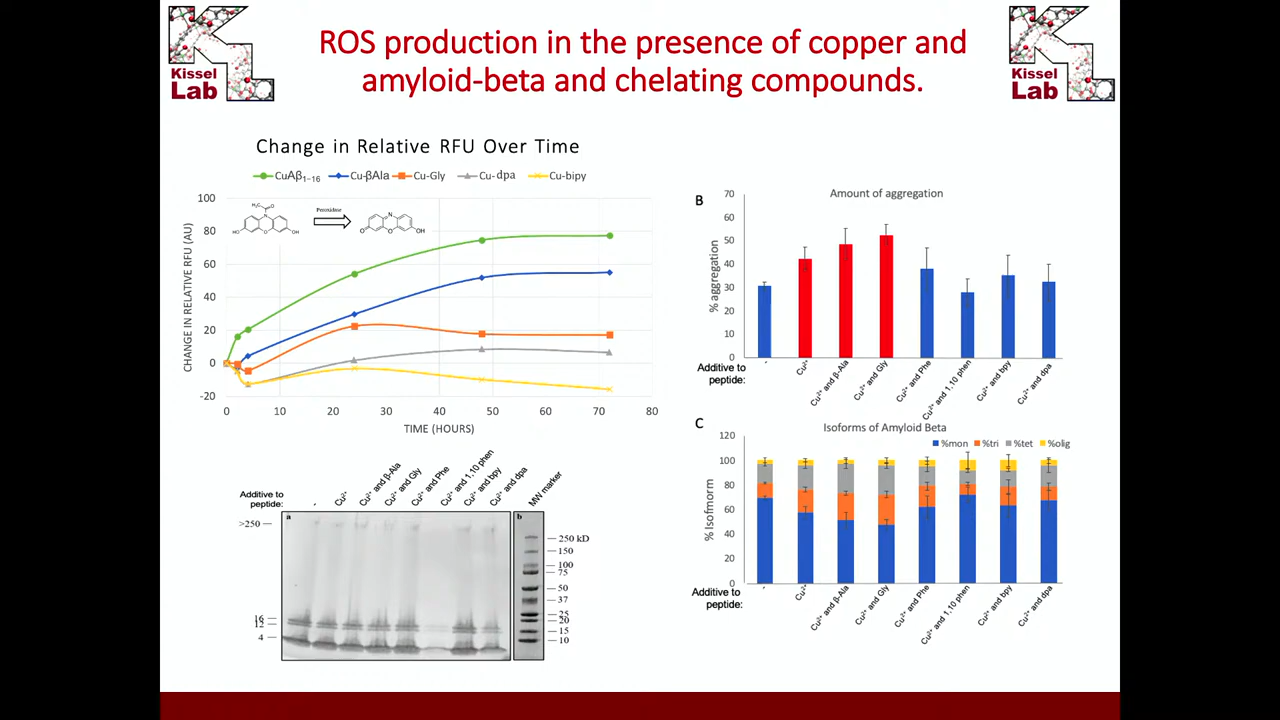 Kissel
Lab
ROS production in the presence of copper and
amyloid-beta and chelating compounds.
Kissel
Lab
Change in Relative RFU Over Time
CuAβ1−16 Cu-βAla Cu-Gly Cu-dpa Cu-bipy
CHANGE IN RELATIVE RFU (AU)
100
80
60
40
20
0
-20
0 10 20 30 40 50 60 70 80
TIME (HOURS)
Peroxidase
HO
OH
O
OH
B
Amount of aggregation
% aggregation
70
60
50
40
30
20
10
0
Additive to
peptide:
-
Cu²⁺
Cu²⁺ and β-Ala
Cu²⁺ and Gly
Cu²⁺ and Phe
Cu²⁺ and 1,10 phen
Cu²⁺ and bpy
Cu²⁺ and dpa
C
Isoforms of Amyloid Beta
%mon %tri %tet %olig
% Isofmorm
120
100
80
60
40
20
0
Additive to
peptide:
-
Cu²⁺
Cu²⁺ and β-Ala
Cu²⁺ and Gly
Cu²⁺ and Phe
Cu²⁺ and 1,10 phen
Cu²⁺ and bpy
Cu²⁺ and dpa
Additive to
peptide:
-
Cu²⁺
Cu²⁺ and β-Ala
Cu²⁺ and Gly
Cu²⁺ and Phe
Cu²⁺ and 1,10 phen
Cu²⁺ and bpy
Cu²⁺ and dpa
MW marker
a
b
>250
16
12
4
250 kD
150
100
75
50
37
25
20
15
10